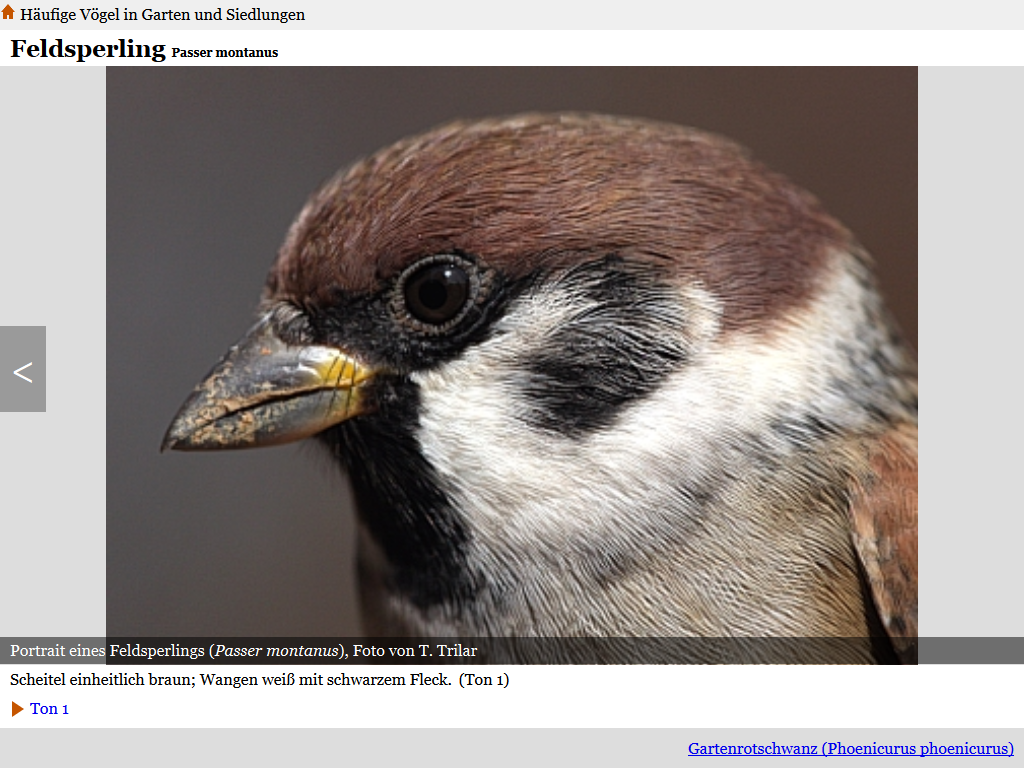 Häufige Vögel in Garten und Siedlungen
Feldsperling Passer montanus
<
Portrait eines Feldsperlings (Passer montanus), Foto von T. Trilar
Scheitel einheitlich braun; Wangen weiß mit schwarzem Fleck. (Ton 1)
Ton 1
Gartenrotschwanz (Phoenicurus phoenicurus)